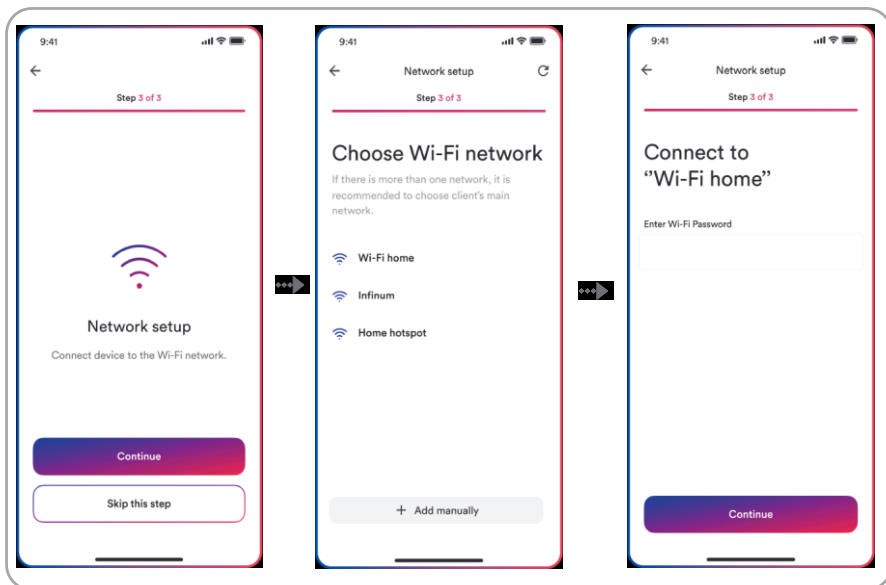 9:41
Step 3 of 3
Network setup
Connect device to the Wi-Fi network.
Continue
Skip this step
9:41
Network setup
Step 3 of 3
Choose Wi-Fi network
If there is more than one network, it is
recommended to choose client's main
network.
Wi-Fi home
Infinum
Home hotspot
+ Add manually
9:41
Network setup
Step 3 of 3
Connect to
“Wi-Fi home”
Enter Wi-Fi Password
Continue